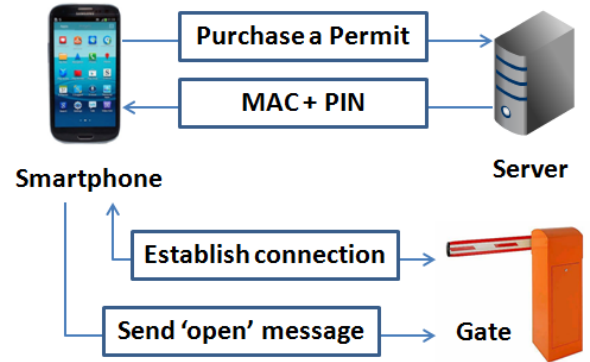 Purchase a Permit
MAC + PIN
Smartphone
Server
Establish connection
Send ‘open’ message
Gate